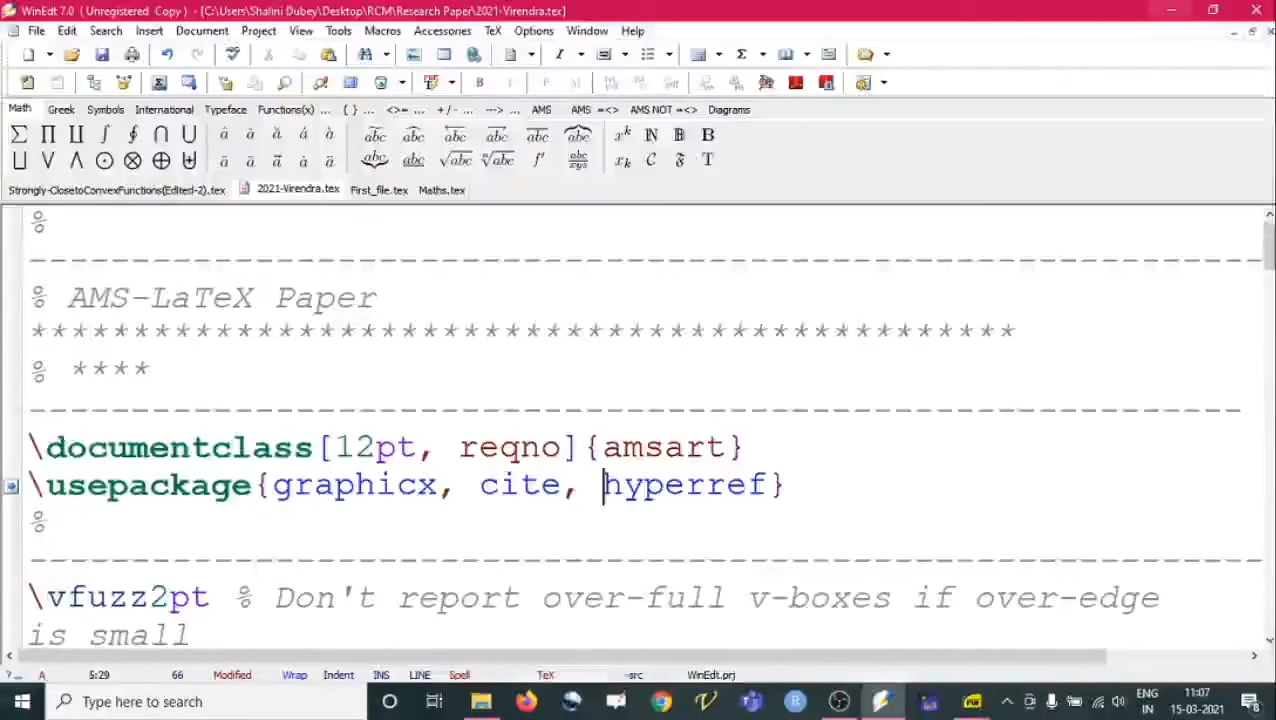 WinEdt 7.0 ( Unregistered Copy ) - [C:\Users\Shalini Dubey\Desktop\RCM\Research Paper\2021-Virendra.tex]
File Edit Search Insert Document Project View Tools Macros Accessories TeX Options Window Help
Math Greek Symbols International Typeface Functions(x) ... { } ... <>= ... + / - ... ---> ... AMS AMS =<> AMS NOT =<> Diagrams
Strongly-ClosetoConvexFunctions(Edited-2).tex 2021-Virendra.tex First_file.tex Maths.tex
%
% AMS-LaTeX Paper
************************************************
% ****
\documentclass[12pt, reqno]{amsart}
\usepackage{graphicx, cite, hyperref}
%
\vfuzz2pt % Don't report over-full v-boxes if over-edge
is small
A 5:29 66 Modified Wrap Indent INS LINE Spell TeX -src WinEdt.prj
Type here to search
ENG 11:07
IN 15-03-2021